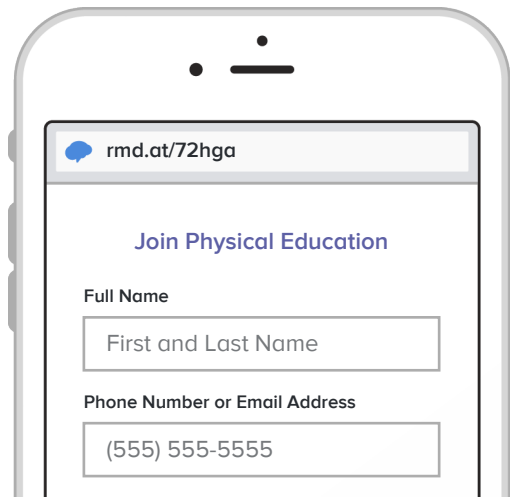 rmd.at/72hga
Join Physical Education
Full Name
First and Last Name
Phone Number or Email Address
(555) 555-5555